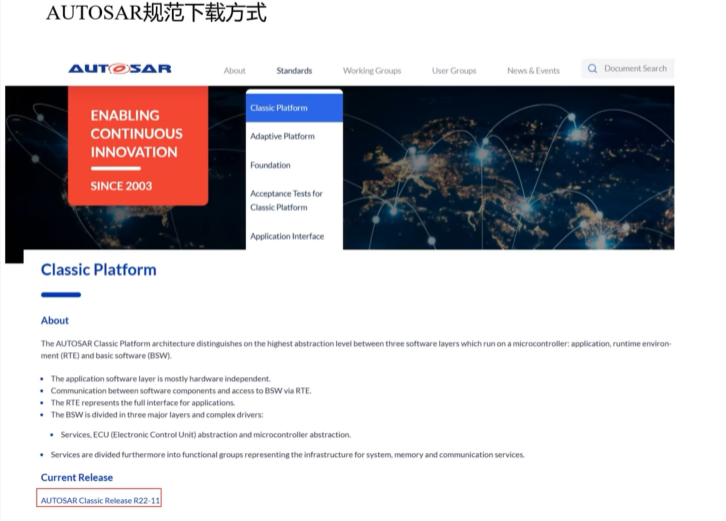 AUTOSAR规范下载方式
AUTOSAR
About
Standards
Working Groups
User Groups
News & Events
Document Search
ENABLING
CONTINUOUS
INNOVATION
SINCE 2003
Classic Platform
Adaptive Platform
Foundation
Acceptance Tests for
Classic Platform
Application Interface
Classic Platform
About
The AUTOSAR Classic Platform architecture distinguishes on the highest abstraction level between three software layers which run on a microcontroller: application, runtime environ-
ment (RTE) and basic software (BSW).
• The application software layer is mostly hardware independent.
• Communication between software components and access to BSW via RTE.
• The RTE represents the full interface for applications.
• The BSW is divided in three major layers and complex drivers:
• Services, ECU (Electronic Control Unit) abstraction and microcontroller abstraction.
• Services are divided furthermore into functional groups representing the infrastructure for system, memory and communication services.
Current Release
AUTOSAR Classic Release R22-11